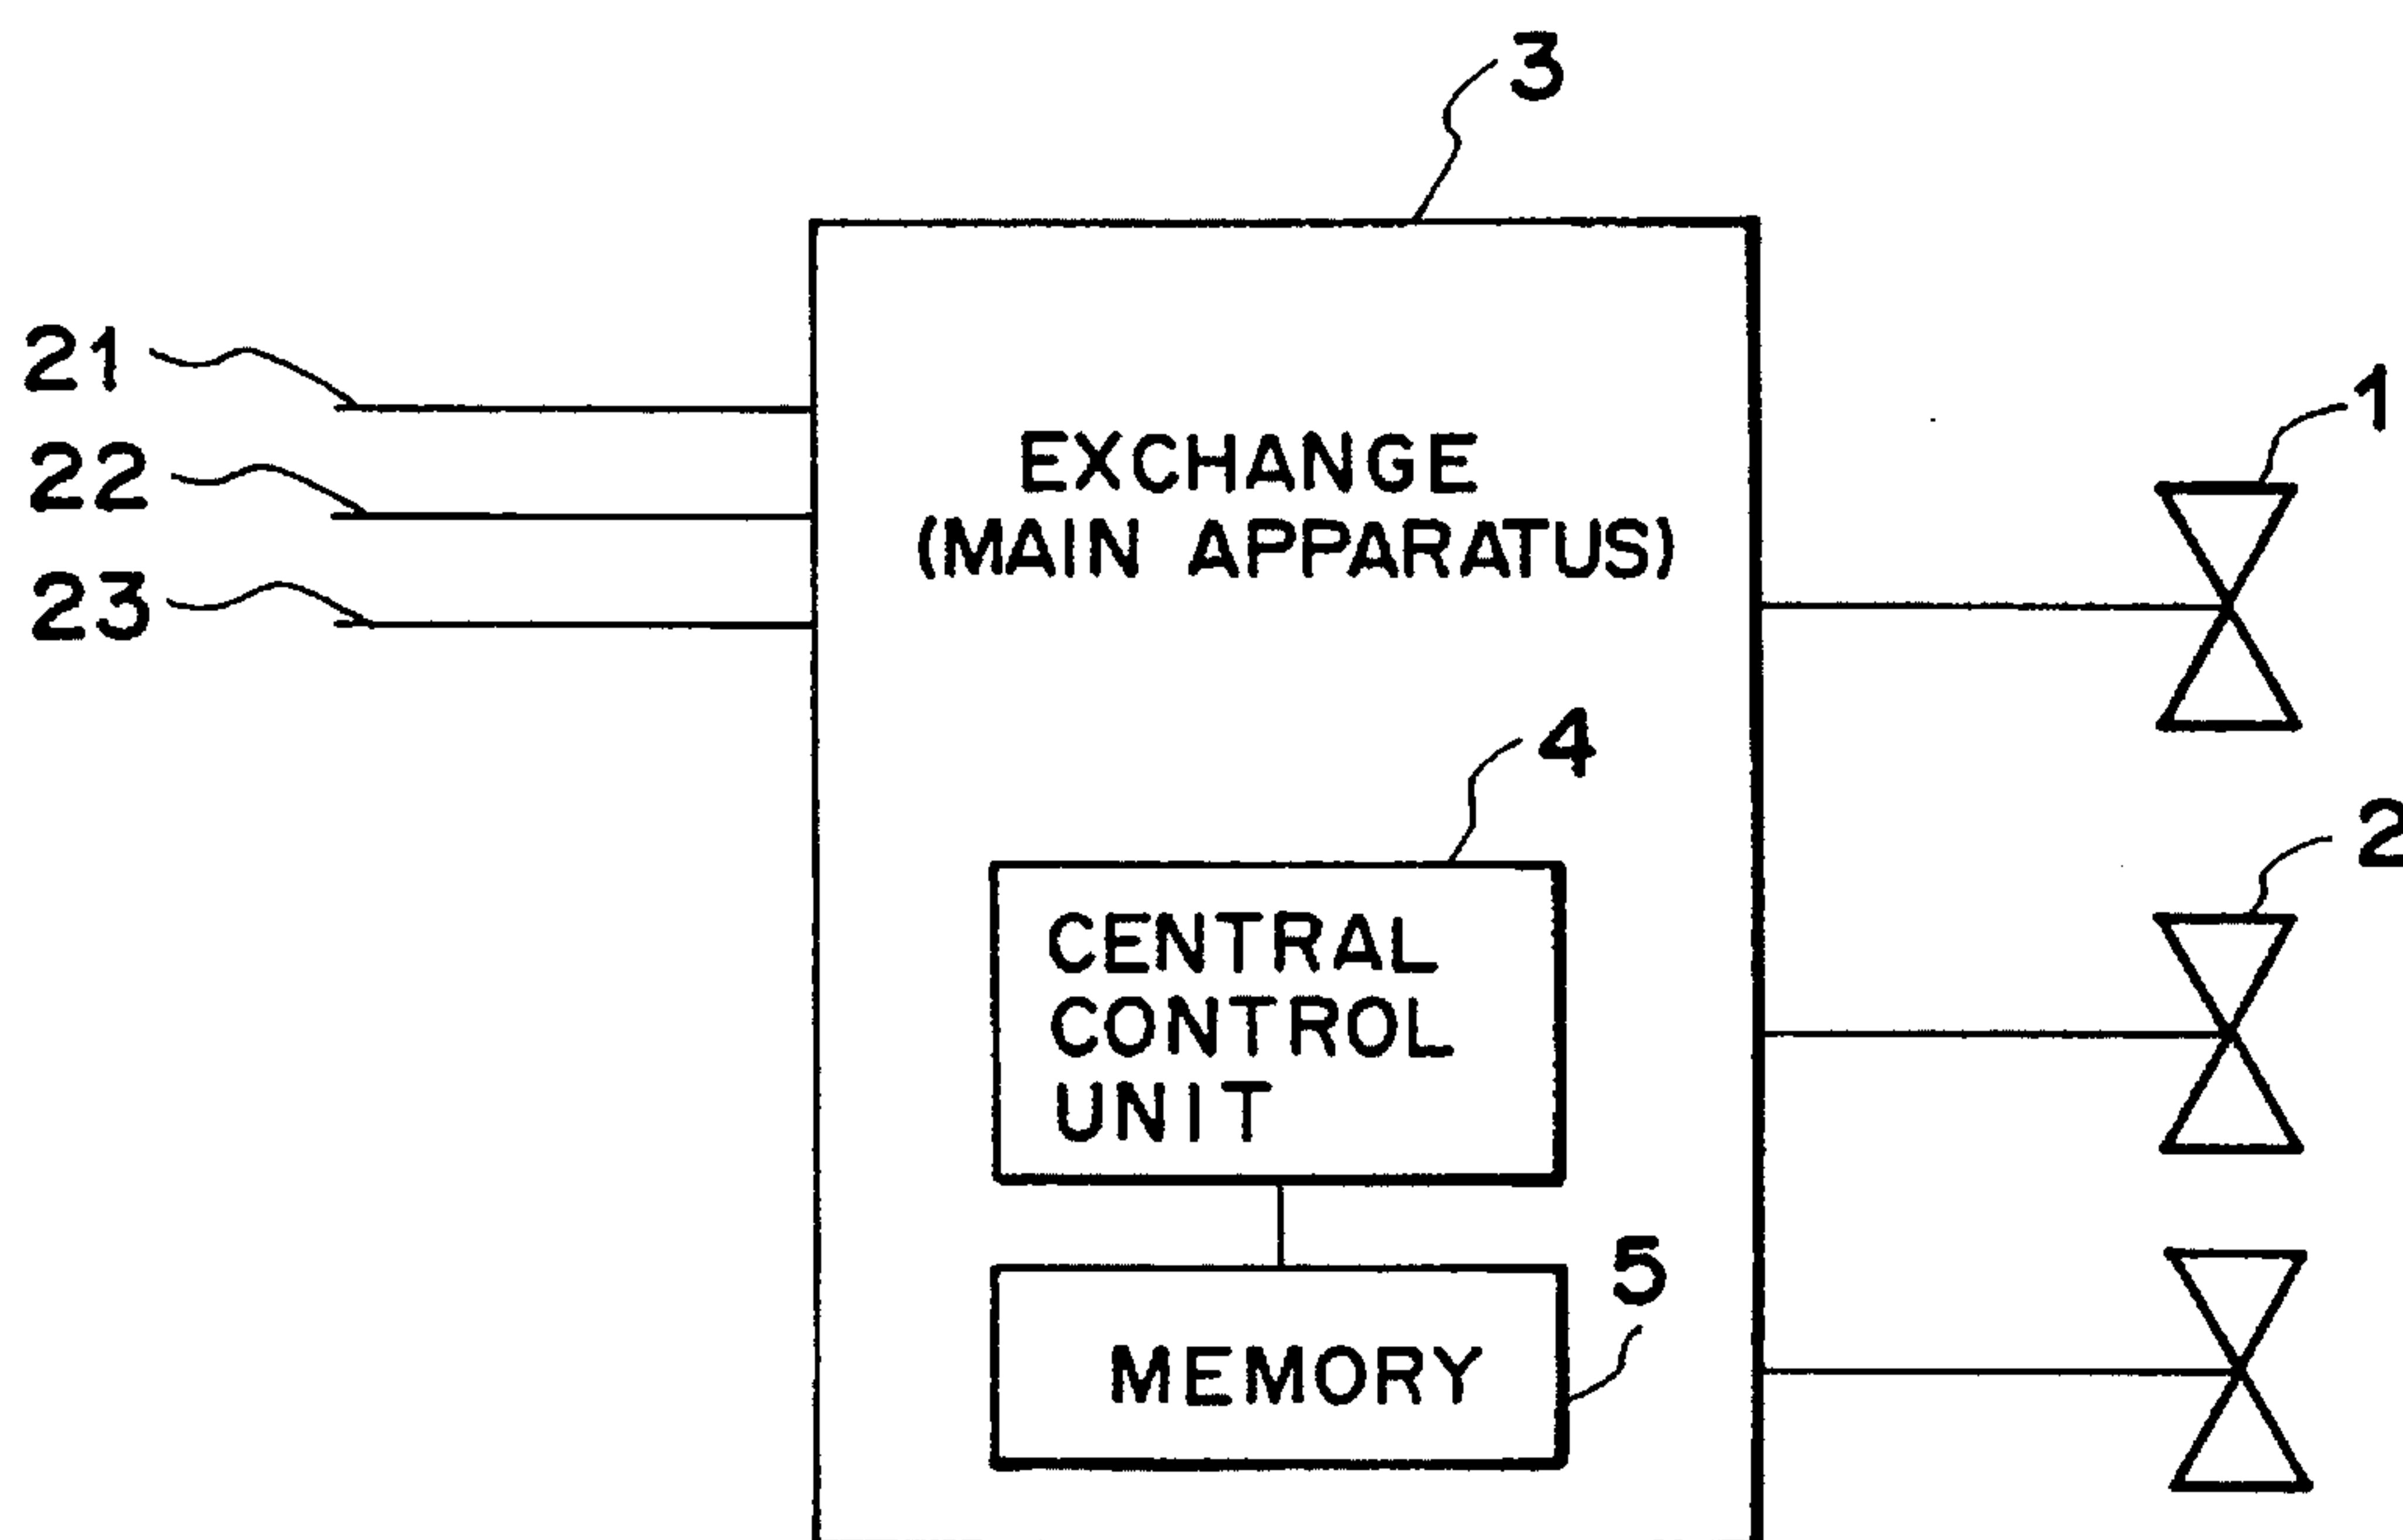 3
21
22
23
EXCHANGE
(MAIN APPARATUS)
1
4
2
CENTRAL
CONTROL
UNIT
5
MEMORY